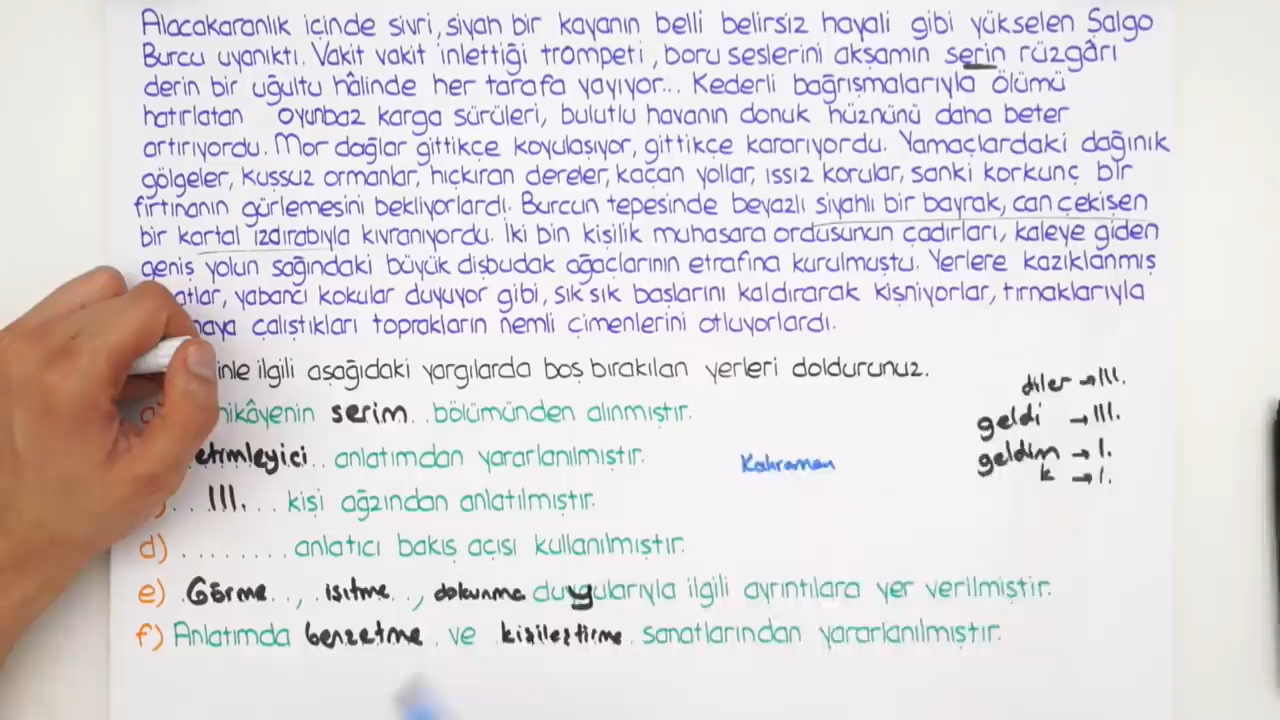 Alacakaranlık içinde sivri, siyah bir kayanın belli belirsiz hayali gibi yükselen Şalgo
Burcu uyanıktı. Vakit vakit inlettiği trompeti, boru seslerini akşamın serin rüzgârı
derin bir uğultu hâlinde her tarafa yayıyor... Kederli bağrışmalarıyla ölümü
hatırlatan oyunbaz karga sürüleri, bulutlu havanın donuk hüznünü daha beter
artırıyordu. Mor dağlar gittikçe koyulaşıyor, gittikçe kararıyordu. Yamaçlardaki dağınık
gölgeler, kuşsuz ormanlar, hıçkıran dereler, kaçan yollar, ıssız korular, sanki korkunç bir
fırtınanın gürlemesini bekliyorlardı. Burcun tepesinde beyazlı siyahlı bir bayrak, can çekişen
bir kartal ızdırabıyla kıvranıyordu. İki bin kişilik muhasara ordusunun çadırları, kaleye giden
geniş yolun sağındaki büyük dişbudak ağaçlarının etrafına kurulmuştu. Yerlere kazıklanmış
atlar, yabancı kokular duyuyor gibi, sık sık başlarını kaldırarak kişniyorlar, tırnaklarıyla
maya çalıştıkları toprakların nemli çimenlerini otluyorlardı.
inle ilgili aşağıdaki yargılarda boş bırakılan yerleri doldurunuz.
diler →III.
hikâyenin serim.. bölümünden alınmıştır.
geldi →III.
etimleyici.. anlatımdan yararlanılmıştır.
Kahraman
geldim →I.
k →I.
.. III. ... kişi ağzından anlatılmıştır.
d) ........ anlatıcı bakış açısı kullanılmıştır.
e) .Görme.., .işitme.., dokunma duygularıyla ilgili ayrıntılara yer verilmiştir.
f) Anlatımda benzetme. ve kişileştirme. sanatlarından yararlanılmıştır.